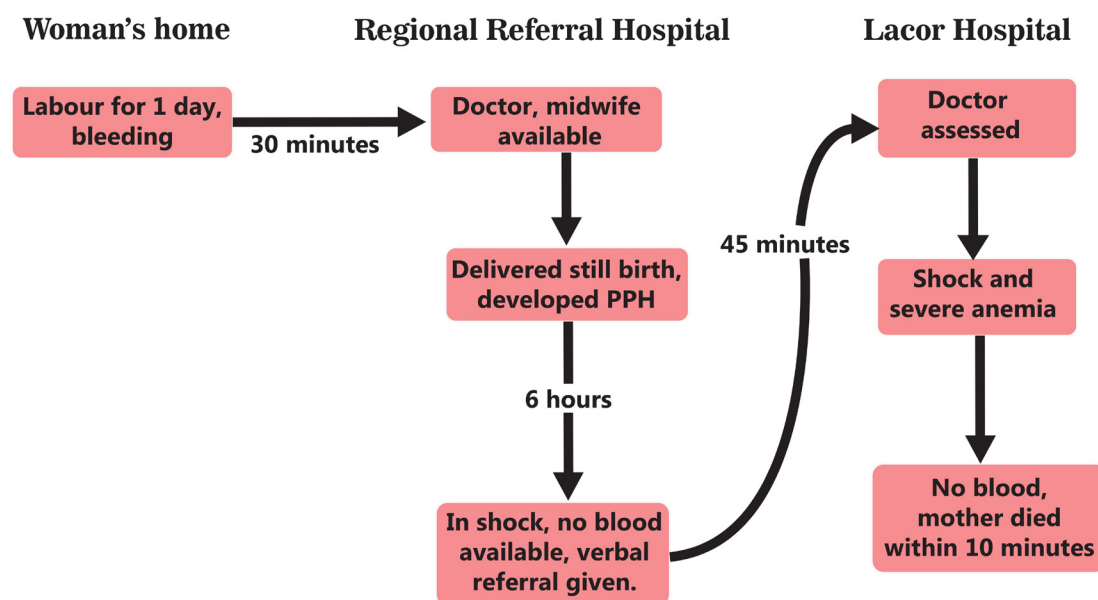 Woman's home
Labour for 1 day,
bleeding
30 minutes
Regional Referral Hospital
Doctor, midwife
available
Delivered still birth,
developed PPH
6 hours
In shock, no blood
available, verbal
referral given.
45 minutes
Lacor Hospital
Doctor
assessed
Shock and
severe anemia
No blood,
mother died
within 10 minutes